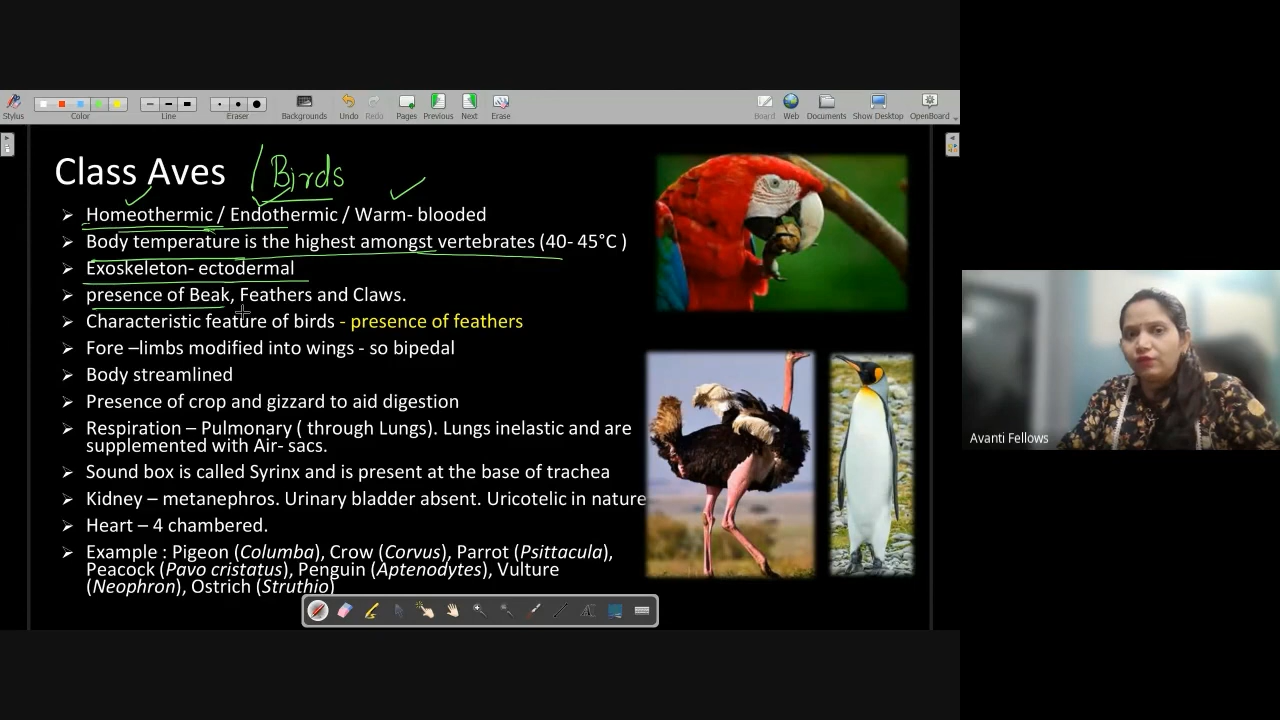 Stylus
Color
Line
Eraser
Backgrounds
Undo
Redo
Pages
Previous
Next
Erase
Board
Web
Documents
Show Desktop
OpenBoard
Class Aves / Birds
➢ Homeothermic / Endothermic / Warm- blooded
➢ Body temperature is the highest amongst vertebrates (40- 45°C )
➢ Exoskeleton- ectodermal
➢ presence of Beak, Feathers and Claws.
➢ Characteristic feature of birds - presence of feathers
➢ Fore –limbs modified into wings - so bipedal
➢ Body streamlined
➢ Presence of crop and gizzard to aid digestion
➢ Respiration – Pulmonary ( through Lungs). Lungs inelastic and are
supplemented with Air- sacs.
➢ Sound box is called Syrinx and is present at the base of trachea
➢ Kidney – metanephros. Urinary bladder absent. Uricotelic in nature
➢ Heart – 4 chambered.
➢ Example : Pigeon (Columba), Crow (Corvus), Parrot (Psittacula),
Peacock (Pavo cristatus), Penguin (Aptenodytes), Vulture
(Neophron), Ostrich (Struthio)
Avanti Fellows